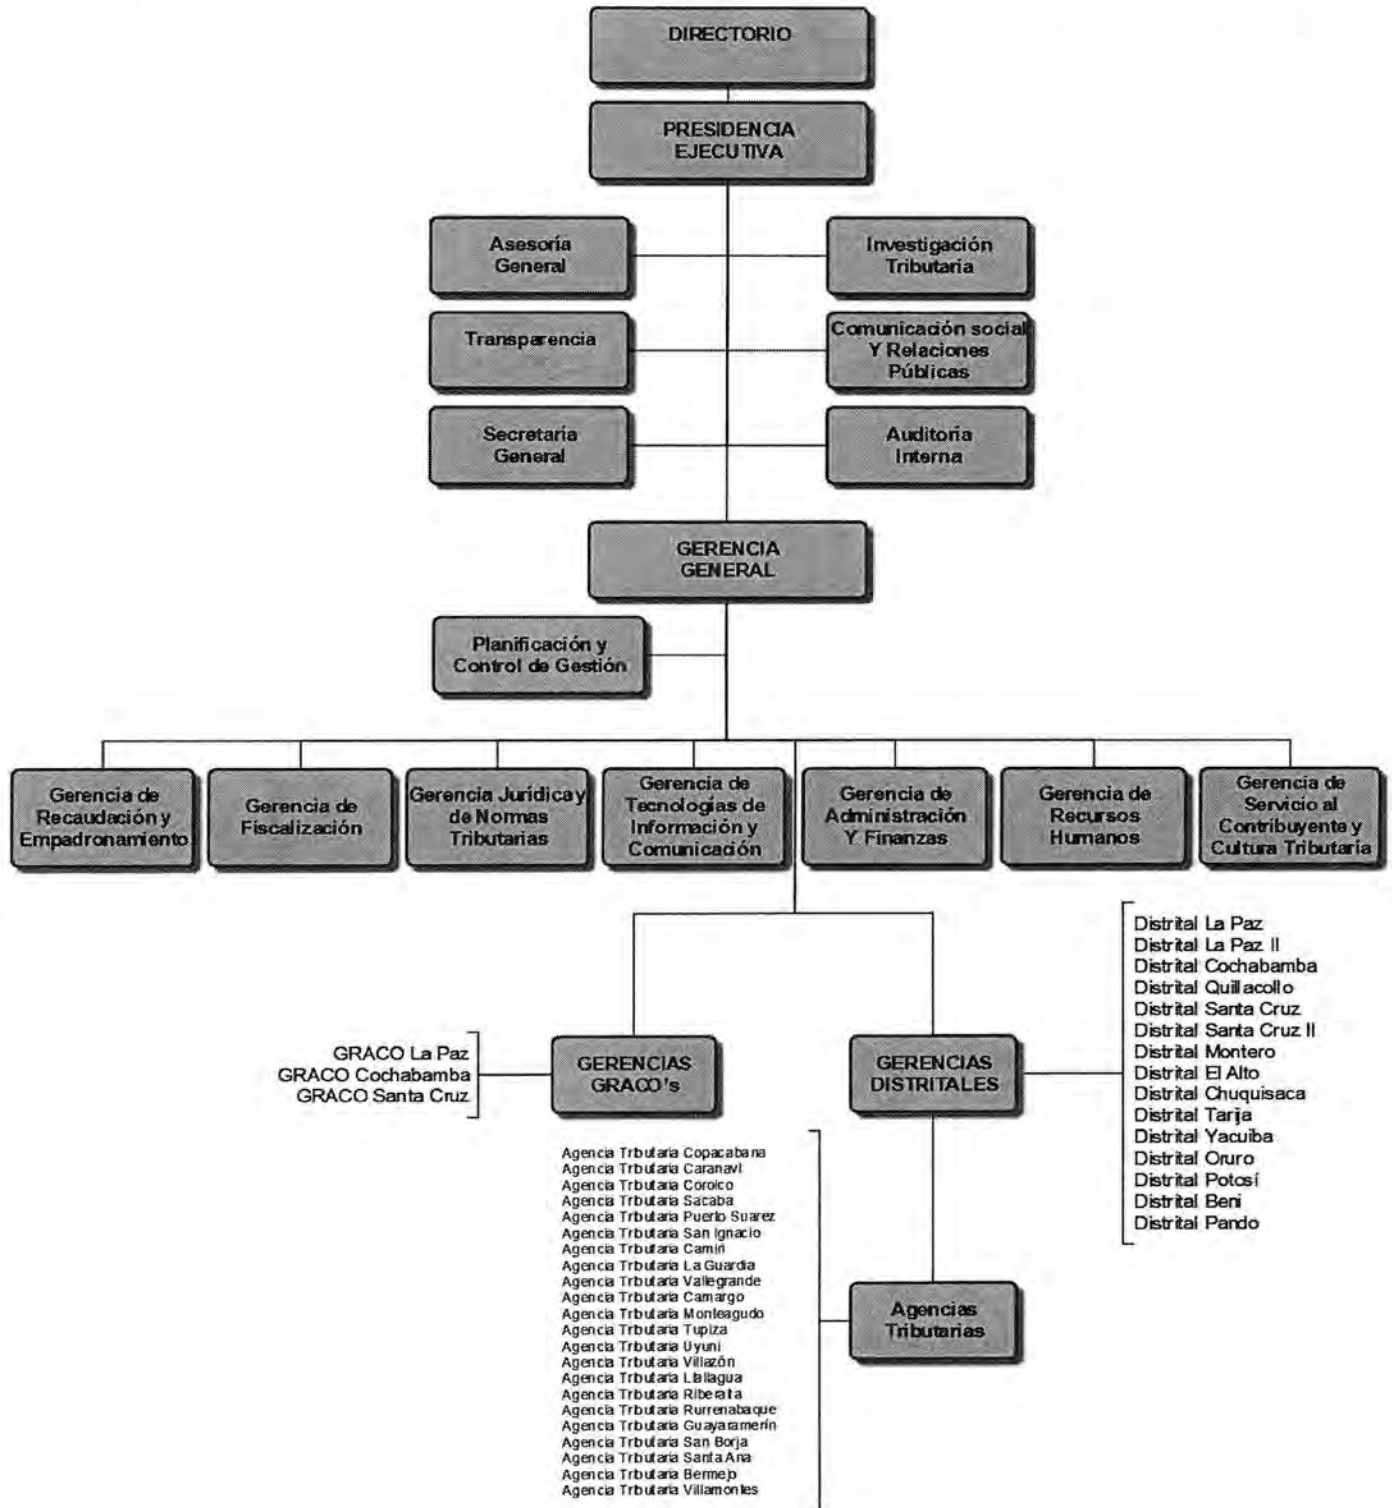 DIRECTORIO
PRESIDENCIA
EJECUTIVA
Asesoría
General
Investigación
Tributaria
Transparencia
Comunicación social
Y Relaciones
Públicas
Secretaría
General
Auditoría
Interna
GERENCIA
GENERAL
Planificación y
Control de Gestión
Gerencia de
Recaudación y
Empadronamiento
Gerencia de
Fiscalización
Gerencia Jurídica y
de Normas
Tributarias
Gerencia de
Tecnologías de
Información y
Comunicación
Gerencia de
Administración
Y Finanzas
Gerencia de
Recursos
Humanos
Gerencia de
Servicio al
Contribuyente y
Cultura Tributaria
GRACO La Paz
GRACO Cochabamba
GRACO Santa Cruz
GERENCIAS
GRACO's
GERENCIAS
DISTRITALES
Distrital La Paz
Distrital La Paz II
Distrital Cochabamba
Distrital Quillacollo
Distrital Santa Cruz
Distrital Santa Cruz II
Distrital Montero
Distrital El Alto
Distrital Chuquisaca
Distrital Tarija
Distrital Yacuiba
Distrital Oruro
Distrital Potosí
Distrital Beni
Distrital Pando
Agencia Tributaria Copacabana
Agencia Tributaria Caranavi
Agencia Tributaria Coroico
Agencia Tributaria Sacaba
Agencia Tributaria Puerto Suarez
Agencia Tributaria San Ignacio
Agencia Tributaria Camiri
Agencia Tributaria La Guardia
Agencia Tributaria Vallegrande
Agencia Tributaria Camargo
Agencia Tributaria Monteagudo
Agencia Tributaria Tupiza
Agencia Tributaria Uyuni
Agencia Tributaria Villazón
Agencia Tributaria Llallagua
Agencia Tributaria Riberalta
Agencia Tributaria Rurrenabaque
Agencia Tributaria Guayaramerín
Agencia Tributaria San Borja
Agencia Tributaria Santa Ana
Agencia Tributaria Bermejo
Agencia Tributaria Villamontes
Agencias
Tributarias